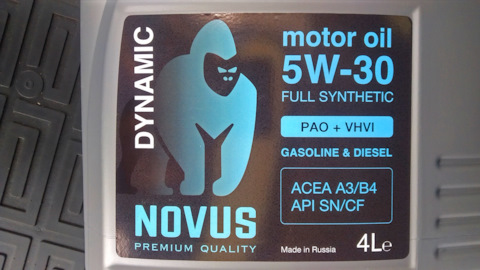 DYNAMIC
NOVUS
PREMIUM QUALITY
motor oil
5W-30
FULL SYNTHETIC
PAO + VHVI
GASOLINE & DIESEL
ACEA A3/B4
API SN/CF
Made in Russia
4Le